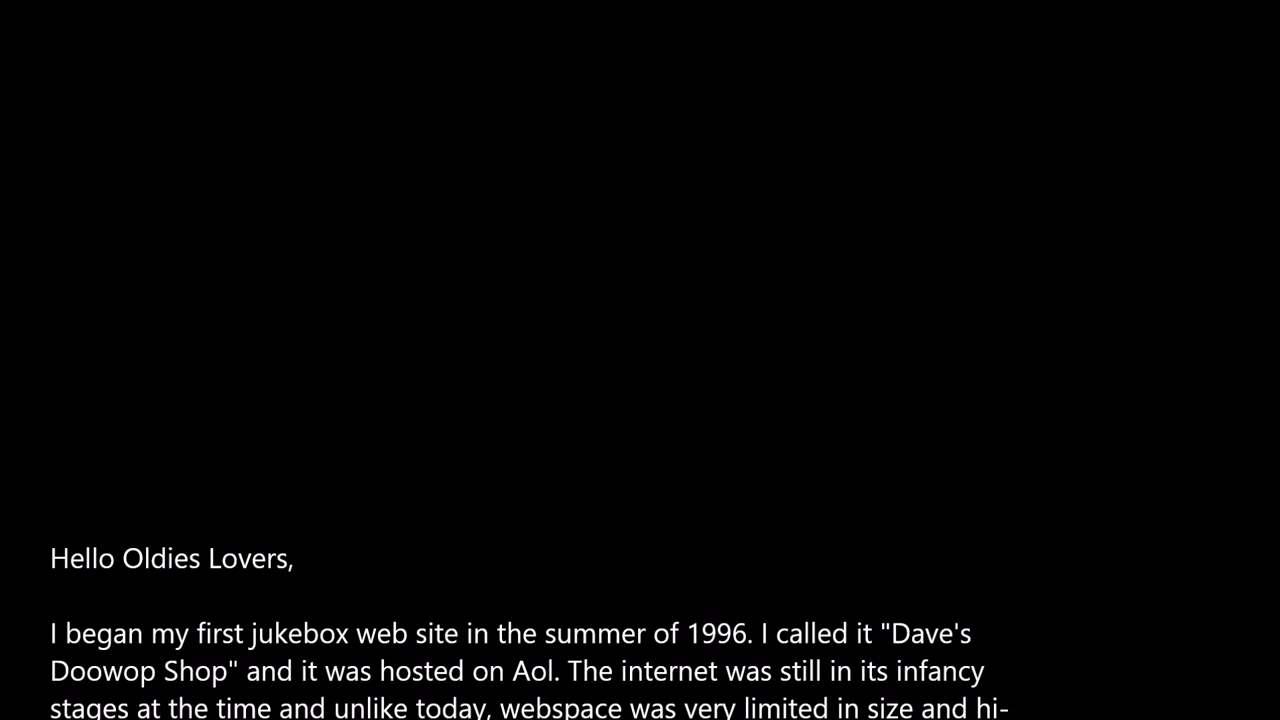 Hello Oldies Lovers,
I began my first jukebox web site in the summer of 1996. I called it "Dave's
Doowop Shop" and it was hosted on Aol. The internet was still in its infancy
stages at the time and unlike today, webspace was very limited in size and hi-